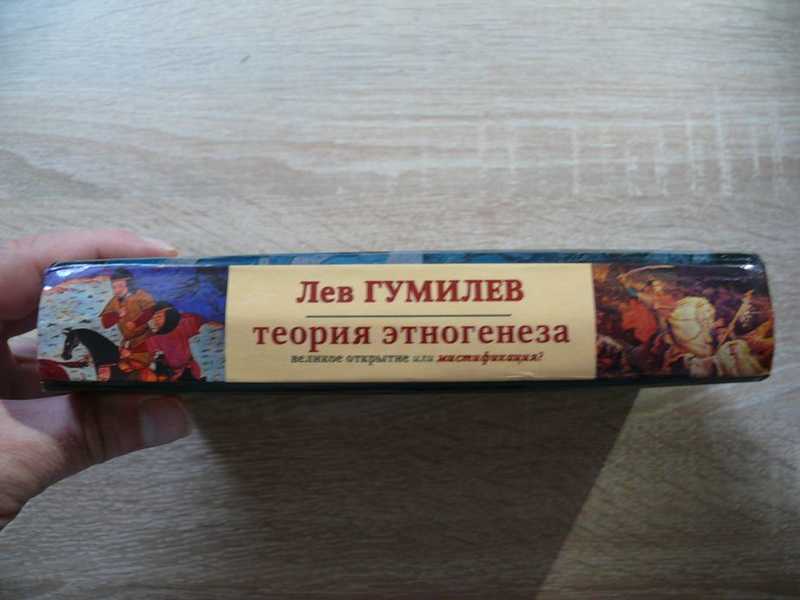 Лев ГУМИЛЕВ
теория этногенеза
великое открытие или мистификация?